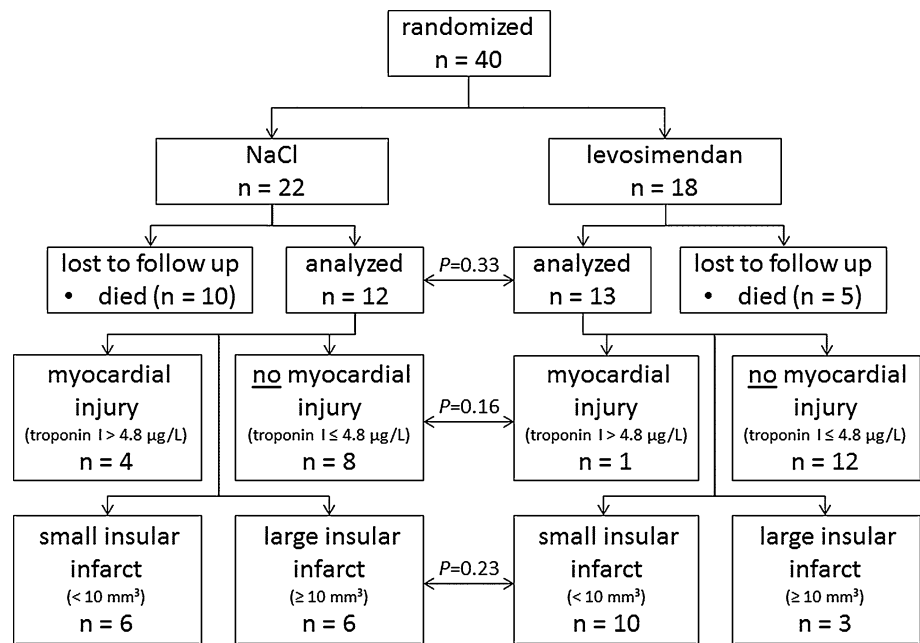 randomized
n = 40
NaCl
n = 22
levosimendan
n = 18
lost to follow up
• died (n = 10)
analyzed
n = 12
P=0.33
analyzed
n = 13
lost to follow up
• died (n = 5)
myocardial
injury
(troponin I > 4.8 µg/L)
n = 4
no myocardial
injury
(troponin I ≤ 4.8 µg/L)
n = 8
P=0.16
myocardial
injury
(troponin I > 4.8 µg/L)
n = 1
no myocardial
injury
(troponin I ≤ 4.8 µg/L)
n = 12
small insular
infarct
(< 10 mm³)
n = 6
large insular
infarct
(≥ 10 mm³)
n = 6
P=0.23
small insular
infarct
(< 10 mm³)
n = 10
large insular
infarct
(≥ 10 mm³)
n = 3